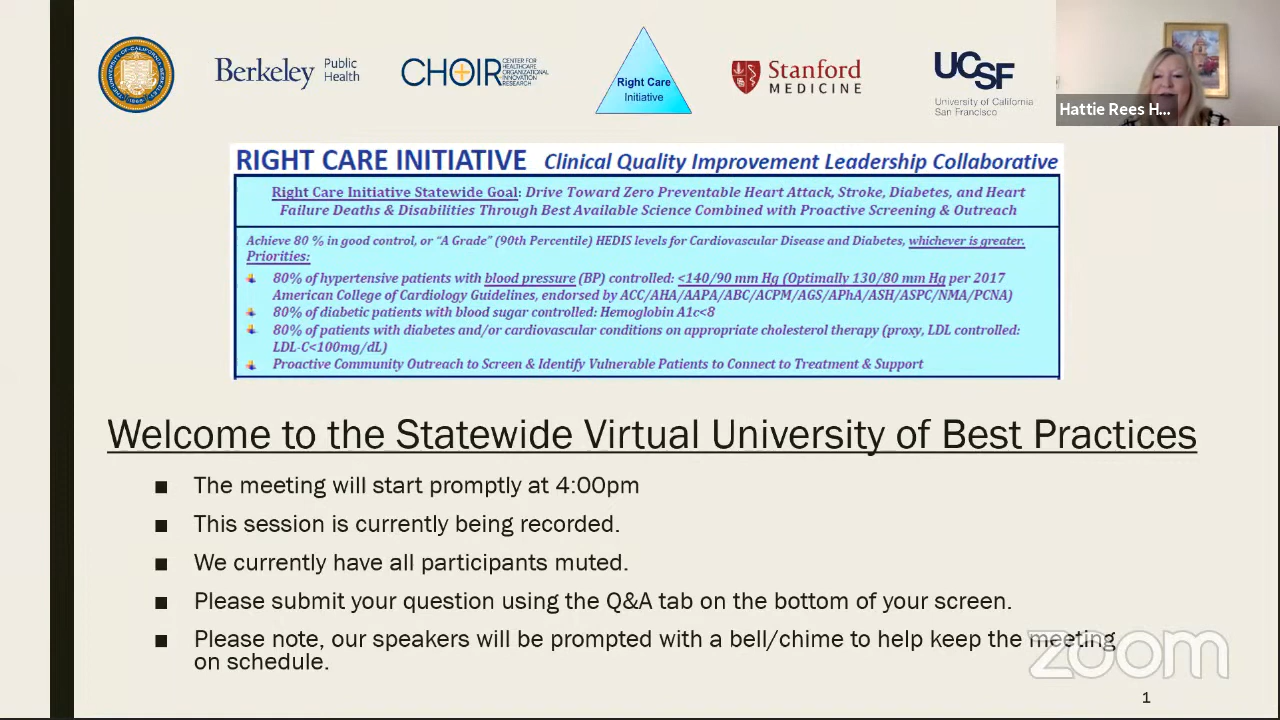 Berkeley Public Health
CHOIR CENTER FOR HEALTHCARE ORGANIZATIONAL INNOVATION RESEARCH
Right Care Initiative
Stanford MEDICINE
UCSF
University of California
San Francisco
Hattie Rees H...
RIGHT CARE INITIATIVE Clinical Quality Improvement Leadership Collaborative
Right Care Initiative Statewide Goal: Drive Toward Zero Preventable Heart Attack, Stroke, Diabetes, and Heart
Failure Deaths & Disabilities Through Best Available Science Combined with Proactive Screening & Outreach
Achieve 80 % in good control, or "A Grade" (90th Percentile) HEDIS levels for Cardiovascular Disease and Diabetes, whichever is greater.
Priorities:
80% of hypertensive patients with blood pressure (BP) controlled: <140/90 mm Hg (Optimally 130/80 mm Hg per 2017
American College of Cardiology Guidelines, endorsed by ACC/AHA/AAPA/ABC/ACPM/AGS/APhA/ASH/ASPC/NMA/PCNA)
80% of diabetic patients with blood sugar controlled: Hemoglobin A1c<8
80% of patients with diabetes and/or cardiovascular conditions on appropriate cholesterol therapy (proxy, LDL controlled:
LDL-C<100mg/dL)
Proactive Community Outreach to Screen & Identify Vulnerable Patients to Connect to Treatment & Support
Welcome to the Statewide Virtual University of Best Practices
■ The meeting will start promptly at 4:00pm
■ This session is currently being recorded.
■ We currently have all participants muted.
■ Please submit your question using the Q&A tab on the bottom of your screen.
■ Please note, our speakers will be prompted with a bell/chime to help keep the meeting
on schedule.
zoom
1